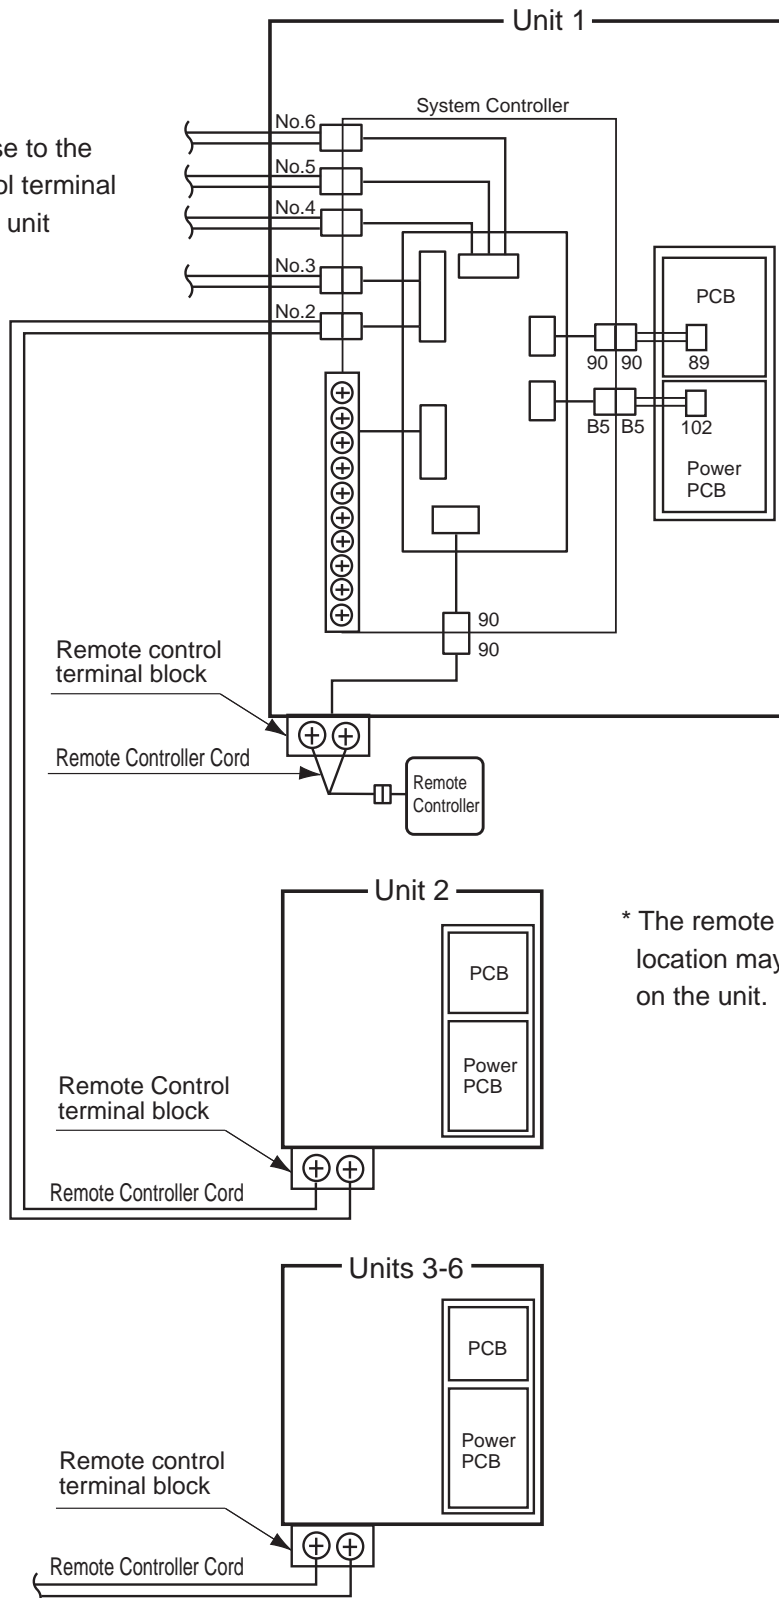 Unit 1
System Controller
se to the
ol terminal
unit
No.6
No.5
No.4
No.3
No.2
PCB
90 90 89
B5 B5 102
Power
PCB
90
90
Remote control
terminal block
Remote Controller Cord
Remote
Controller
Unit 2
PCB
Power
PCB
* The remote
location may
on the unit.
Remote Control
terminal block
Remote Controller Cord
Units 3-6
PCB
Power
PCB
Remote control
terminal block
Remote Controller Cord